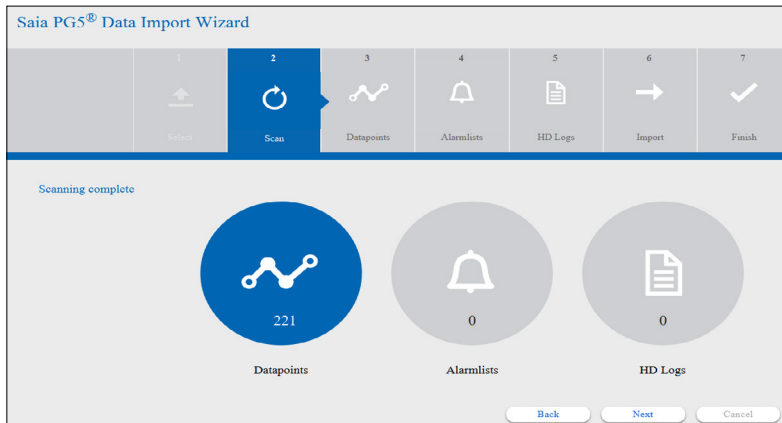 Saia PG5® Data Import Wizard
1 2 3 4 5 6 7
Select Scan Datapoints Alarmlists HD Logs Import Finish
Scanning complete
221 0 0
Datapoints Alarmlists HD Logs
Back Next Cancel